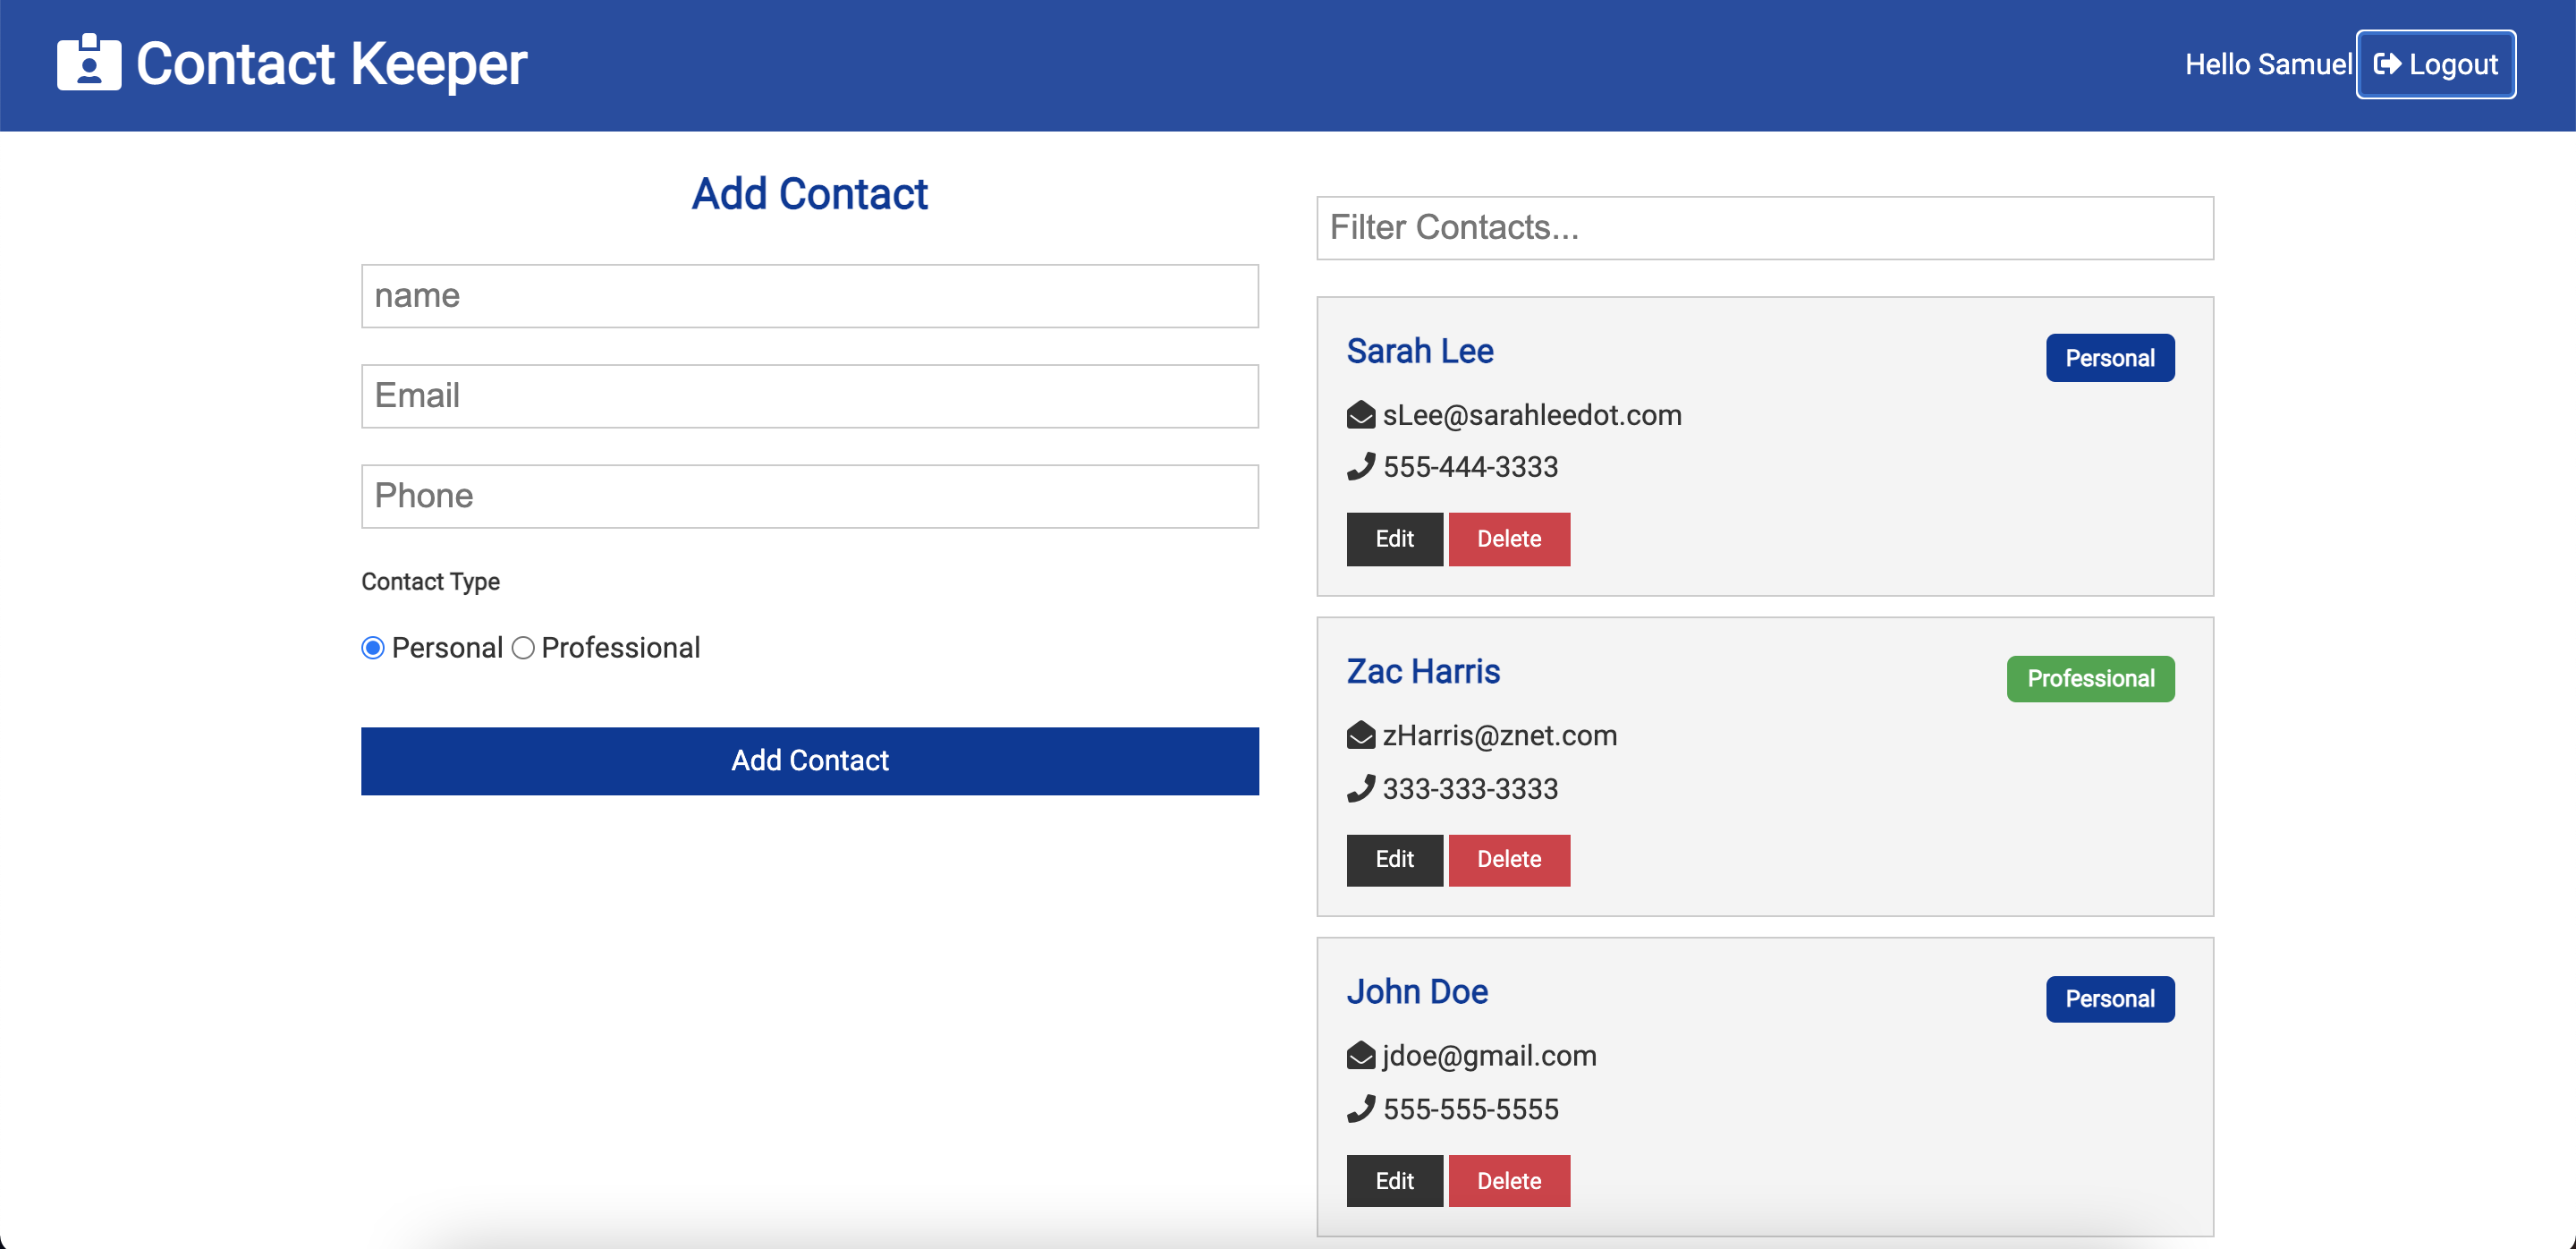 Contact Keeper
Hello Samuel Logout
Add Contact
name
Email
Phone
Contact Type
Personal Professional
Add Contact
Filter Contacts...
Sarah Lee
Personal
sLee@sarahleedot.com
555-444-3333
Edit Delete
Zac Harris
Professional
zHarris@znet.com
333-333-3333
Edit Delete
John Doe
Personal
jdoe@gmail.com
555-555-5555
Edit Delete